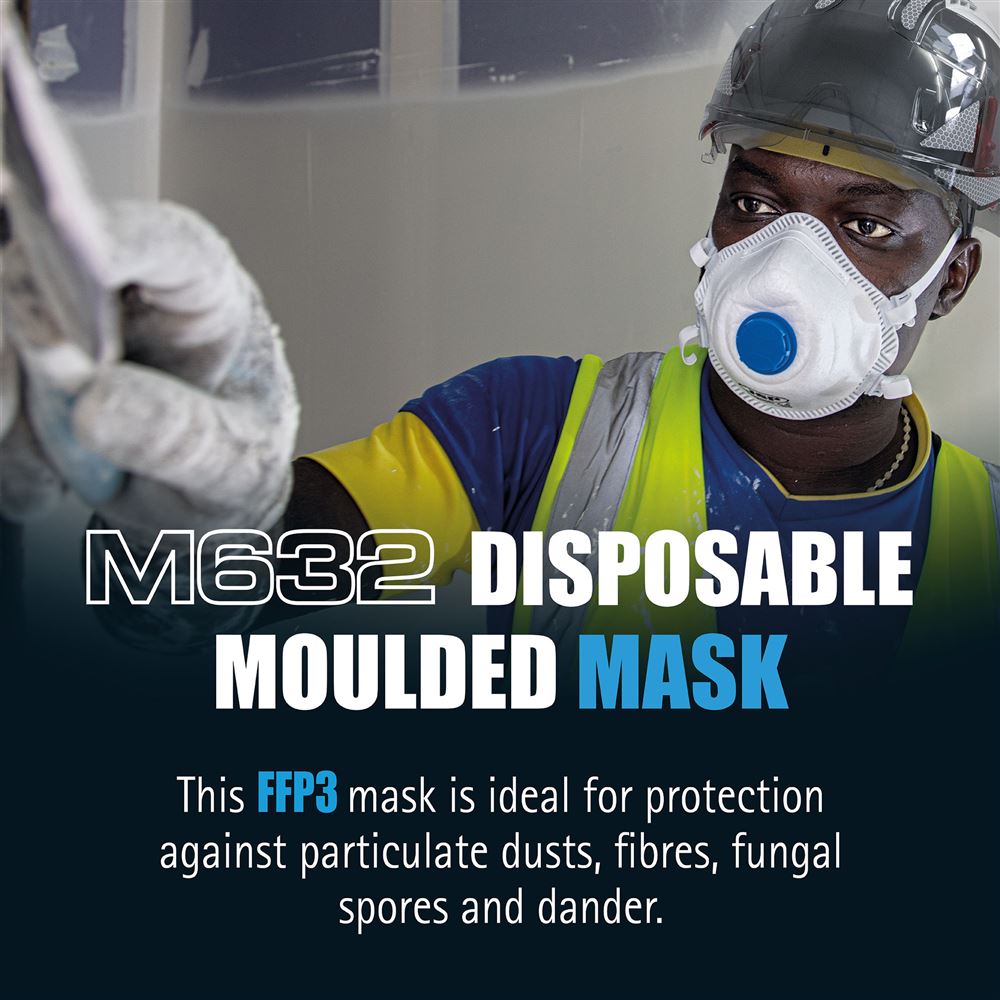 JSP
M632 DISPOSABLE
MOULDED MASK
This FFP3 mask is ideal for protection
against particulate dusts, fibres, fungal
spores and dander.